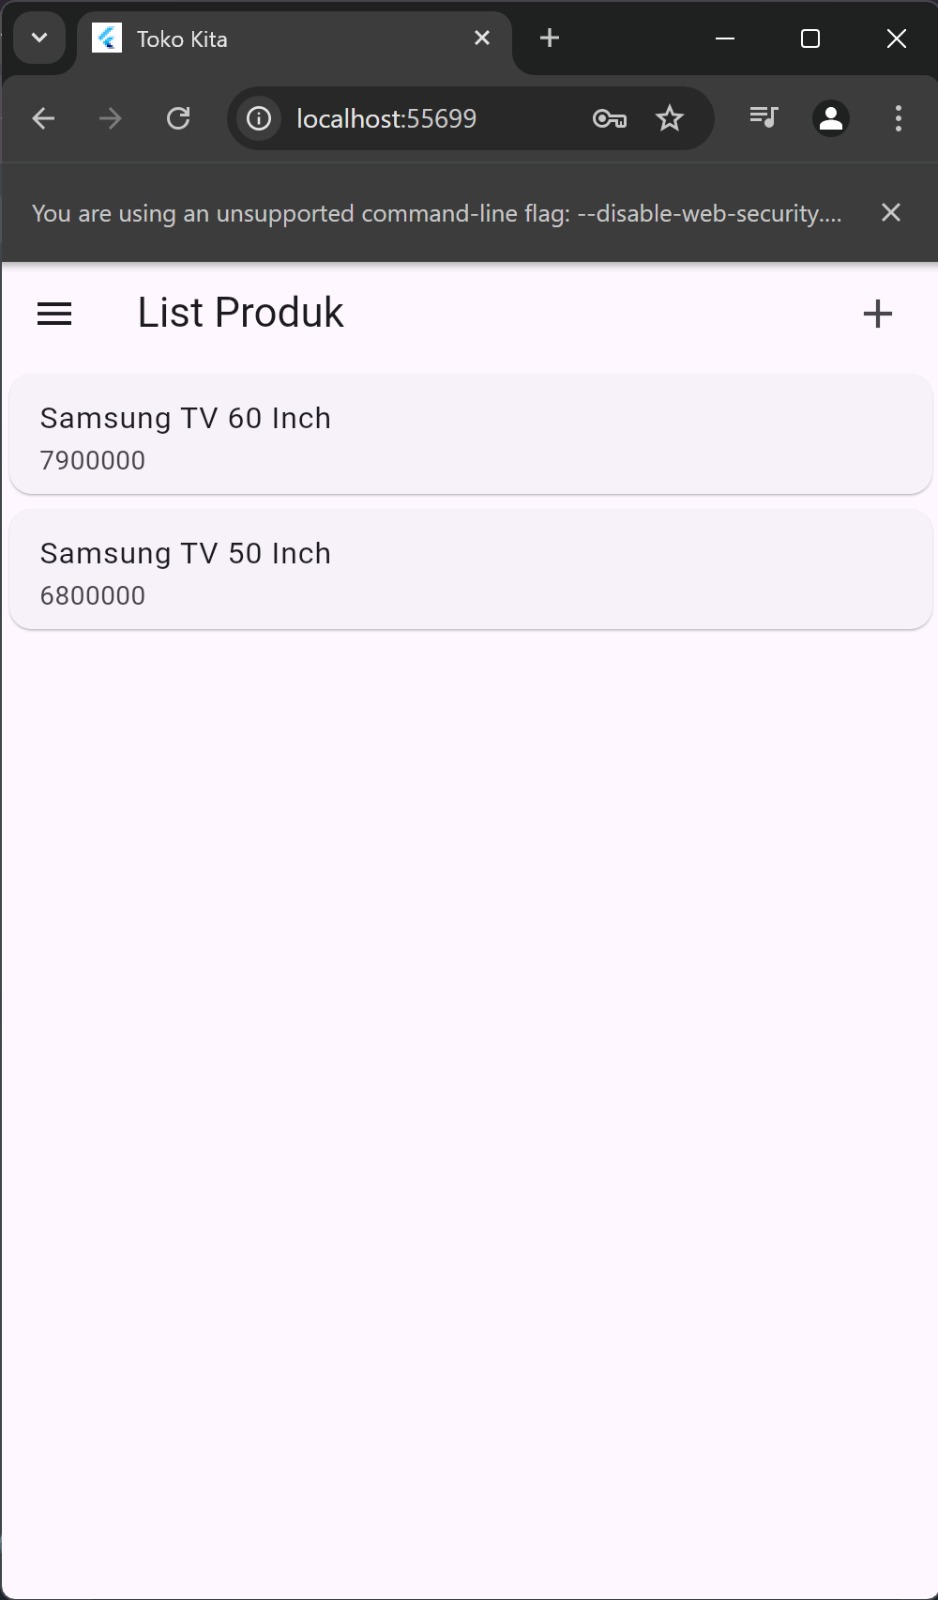 Toko Kita
localhost:55699
You are using an unsupported command-line flag: --disable-web-security....
List Produk
Samsung TV 60 Inch
7900000
Samsung TV 50 Inch
6800000